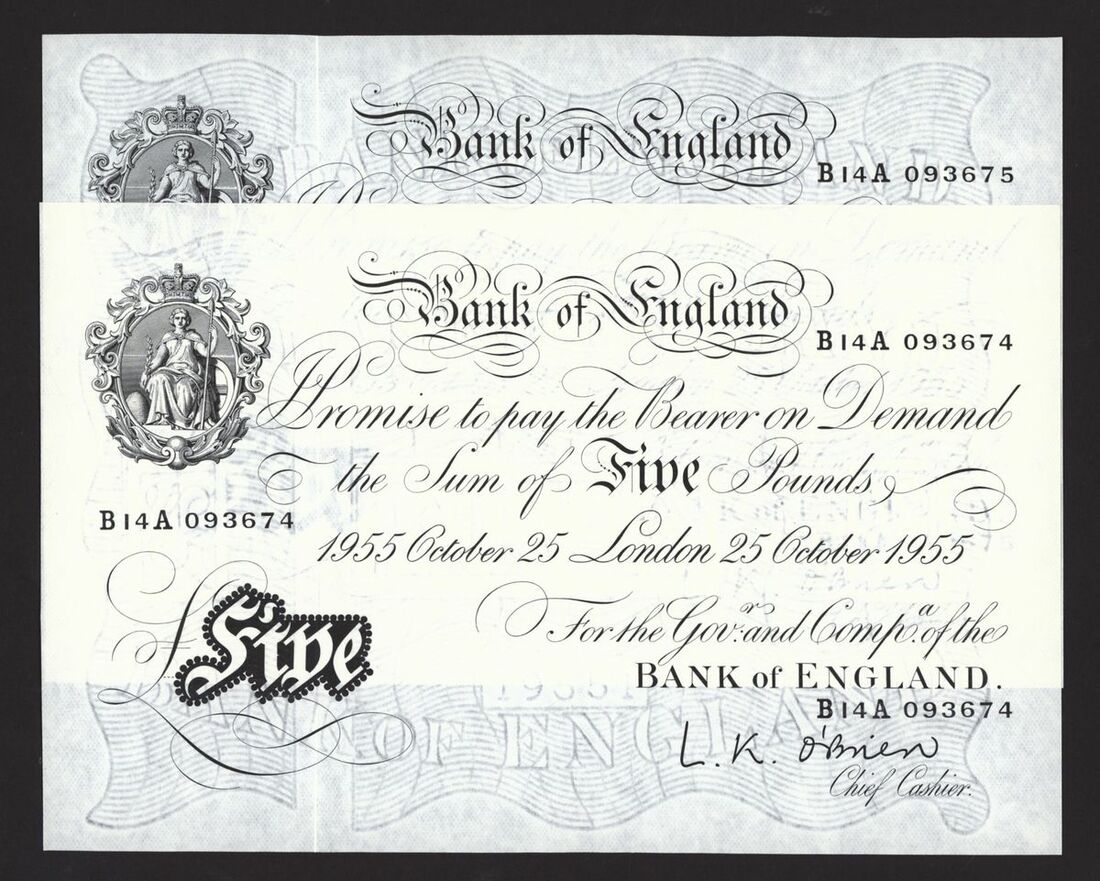 Bank of England
B14A 093675
Bank of England
B14A 093674
I Promise to pay the Bearer on Demand
the Sum of Five Pounds
B14A 093674
1955 October 25 London 25 October 1955
£ Five
For the Govr. and Compa. of the
BANK of ENGLAND.
B14A 093674
L. K. O'Brien
Chief Cashier.